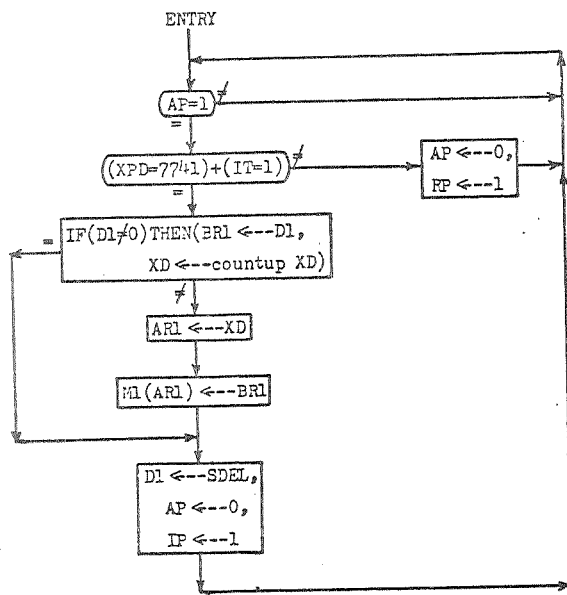 ENTRY
AP=1
≠
=
(XPD=7741)+(IT=1)
≠
=
AP <---0,
RP <---1
=
IF(D1≠0)THEN(BR1 <---D1,
XD <---countup XD)
≠
AR1 <---XD
M1(AR1) <---BR1
D1 <---SDEL,
AP <---0,
IP <---1